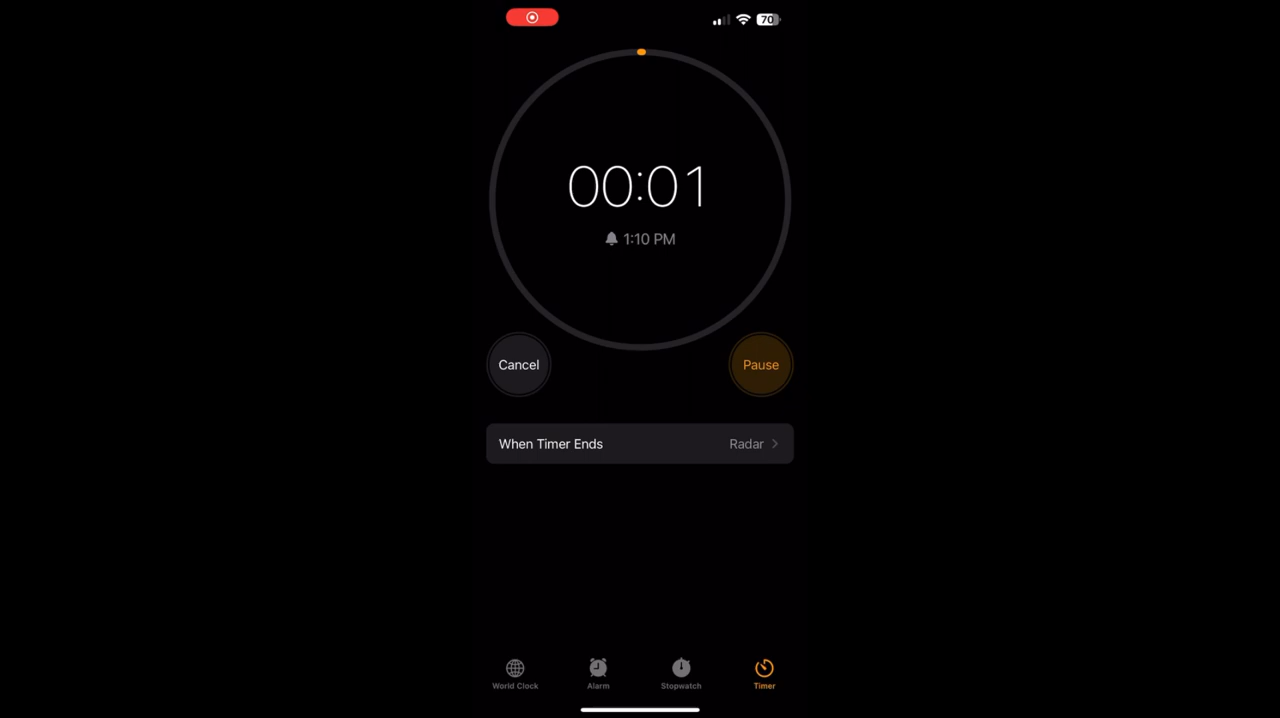 70
00:01
1:10 PM
Cancel
Pause
When Timer Ends
Radar
World Clock
Alarm
Stopwatch
Timer